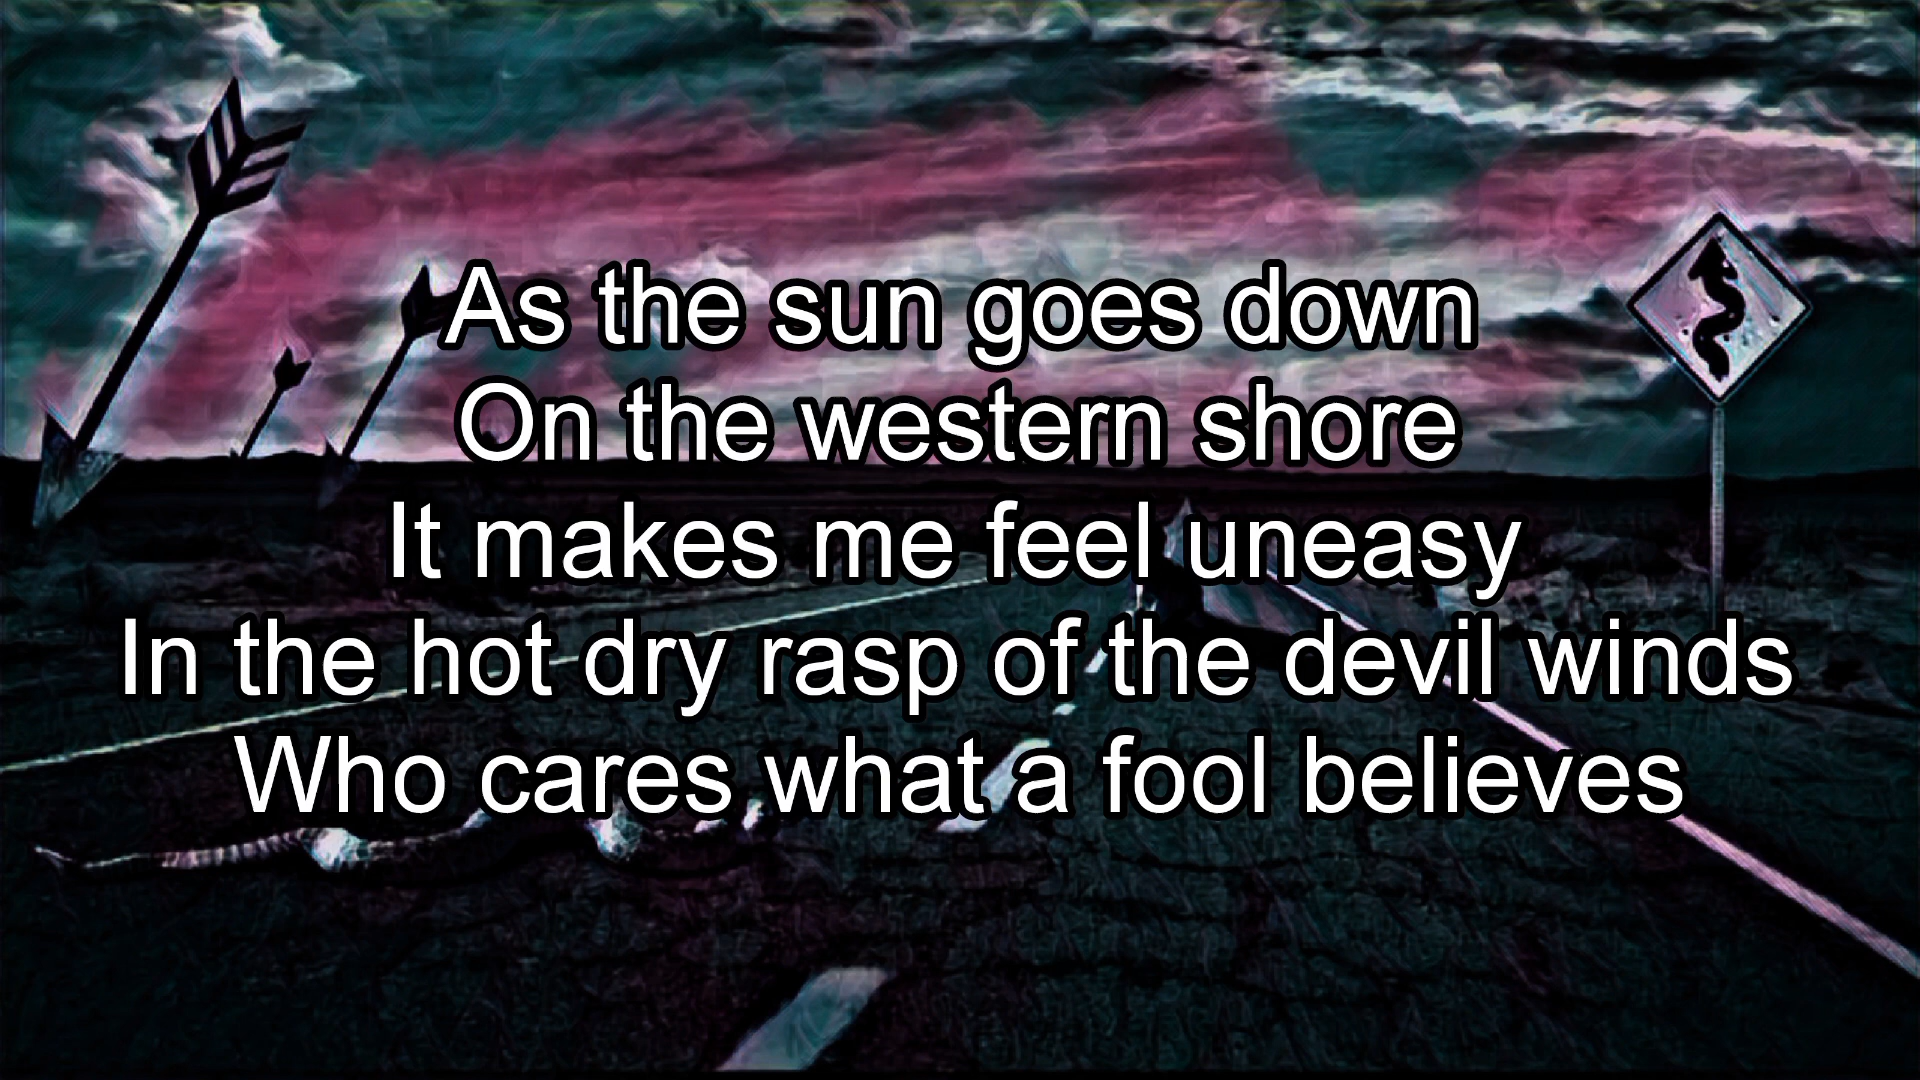 As the sun goes down
On the western shore
It makes me feel uneasy
In the hot dry rasp of the devil winds
Who cares what a fool believes